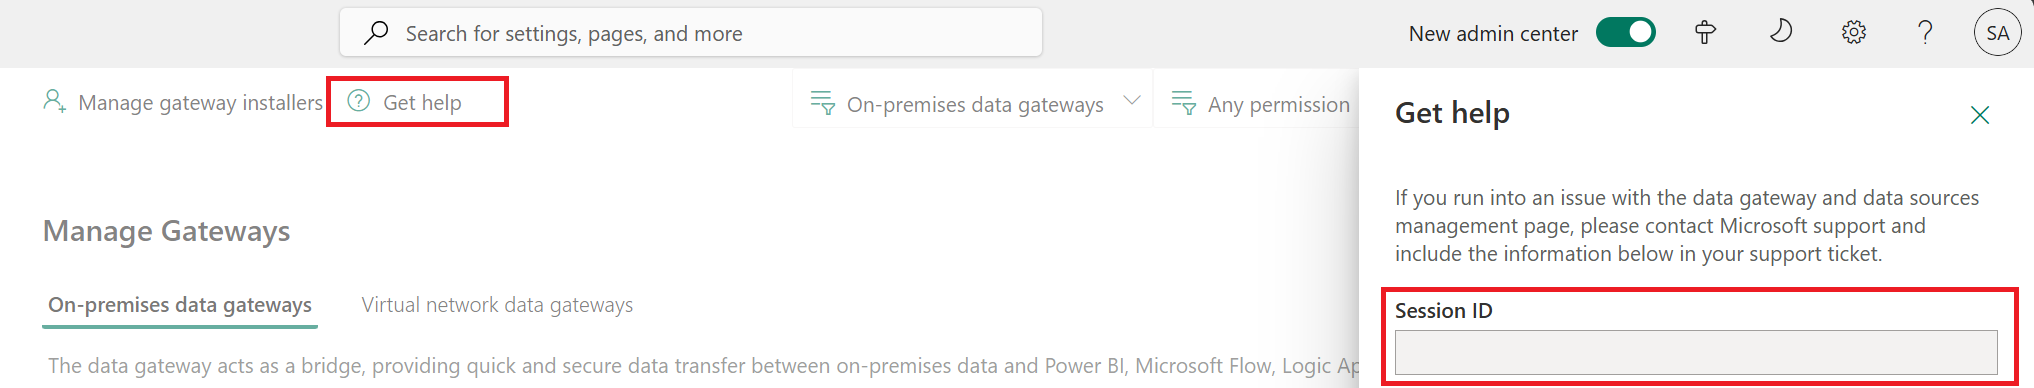 Search for settings, pages, and more
New admin center
SA
Manage gateway installers
Get help
On-premises data gateways
Any permission
Manage Gateways
On-premises data gateways
Virtual network data gateways
The data gateway acts as a bridge, providing quick and secure data transfer between on-premises data and Power BI, Microsoft Flow, Logic Ap
Get help
If you run into an issue with the data gateway and data sources
management page, please contact Microsoft support and
include the information below in your support ticket.
Session ID